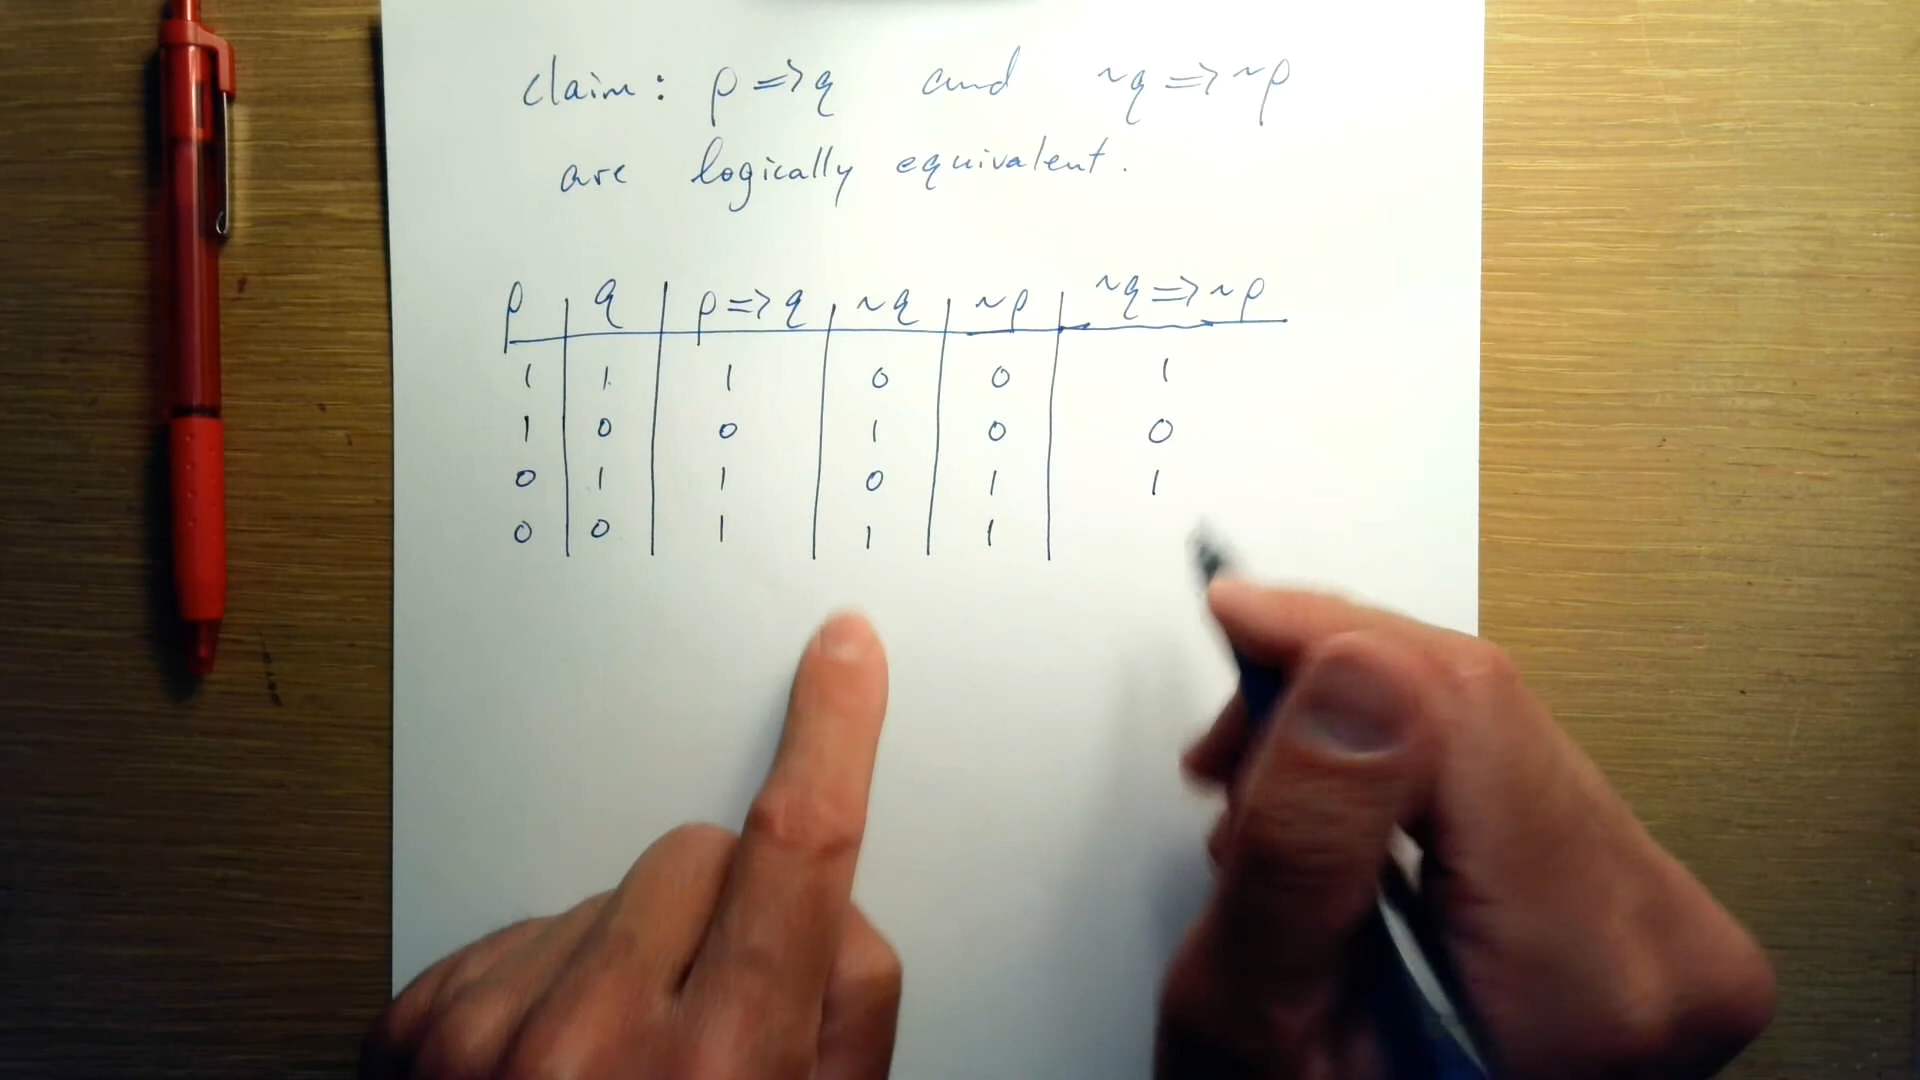 claim: p => q and ~q => ~p
are logically equivalent.
p | q | p => q | ~q | ~p | ~q => ~p
1 | 1 | 1 | 0 | 0 | 1
1 | 0 | 0 | 1 | 0 | 0
0 | 1 | 1 | 0 | 1 | 1
0 | 0 | 1 | 1 | 1 |